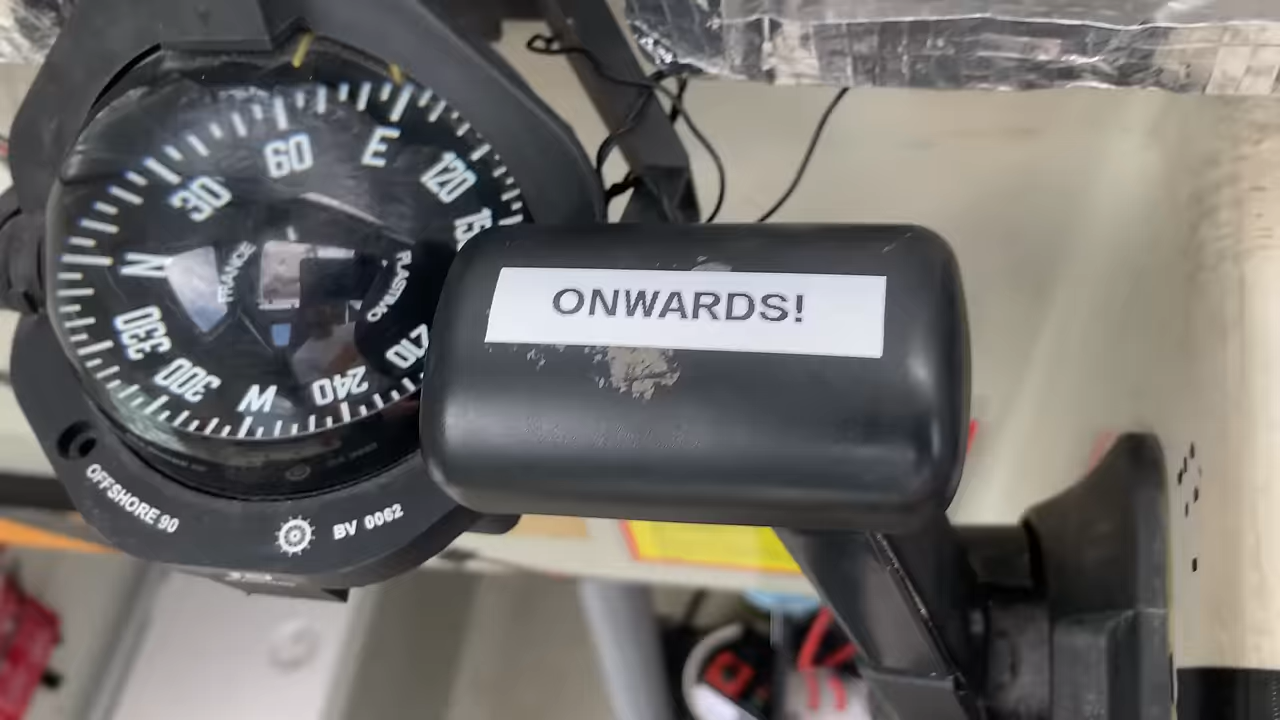 60
E
30
120
N
FRANCE
PLASTIMO
330
300
W
240
210
ONWARDS!
OFFSHORE 90
BV 0062